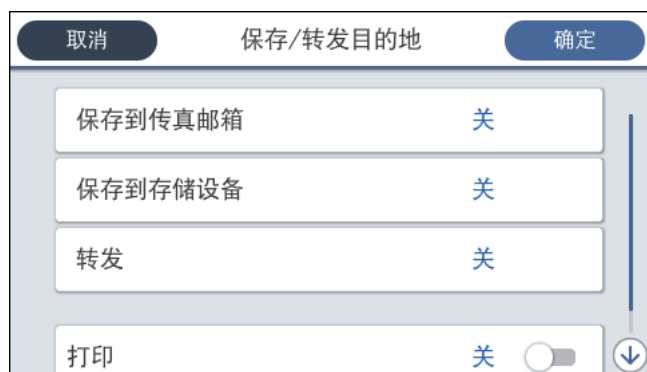 取消 保存/转发目的地 确定
保存到传真邮箱 关
保存到存储设备 关
转发 关
打印 关